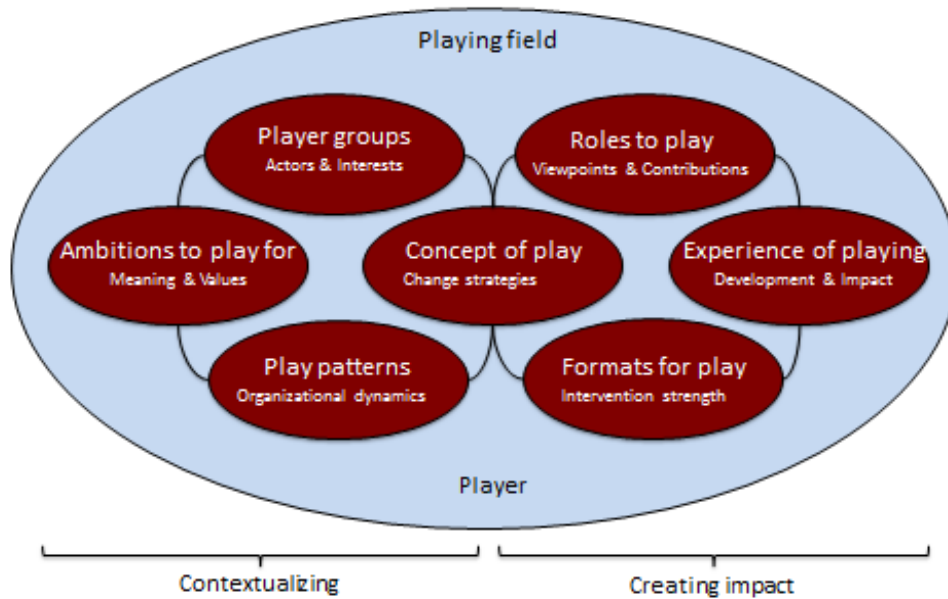 Playing field
Player groups
Actors & Interests
Roles to play
Viewpoints & Contributions
Ambitions to play for
Meaning & Values
Concept of play
Change strategies
Experience of playing
Development & Impact
Play patterns
Organizational dynamics
Formats for play
Intervention strength
Player
Contextualizing
Creating impact